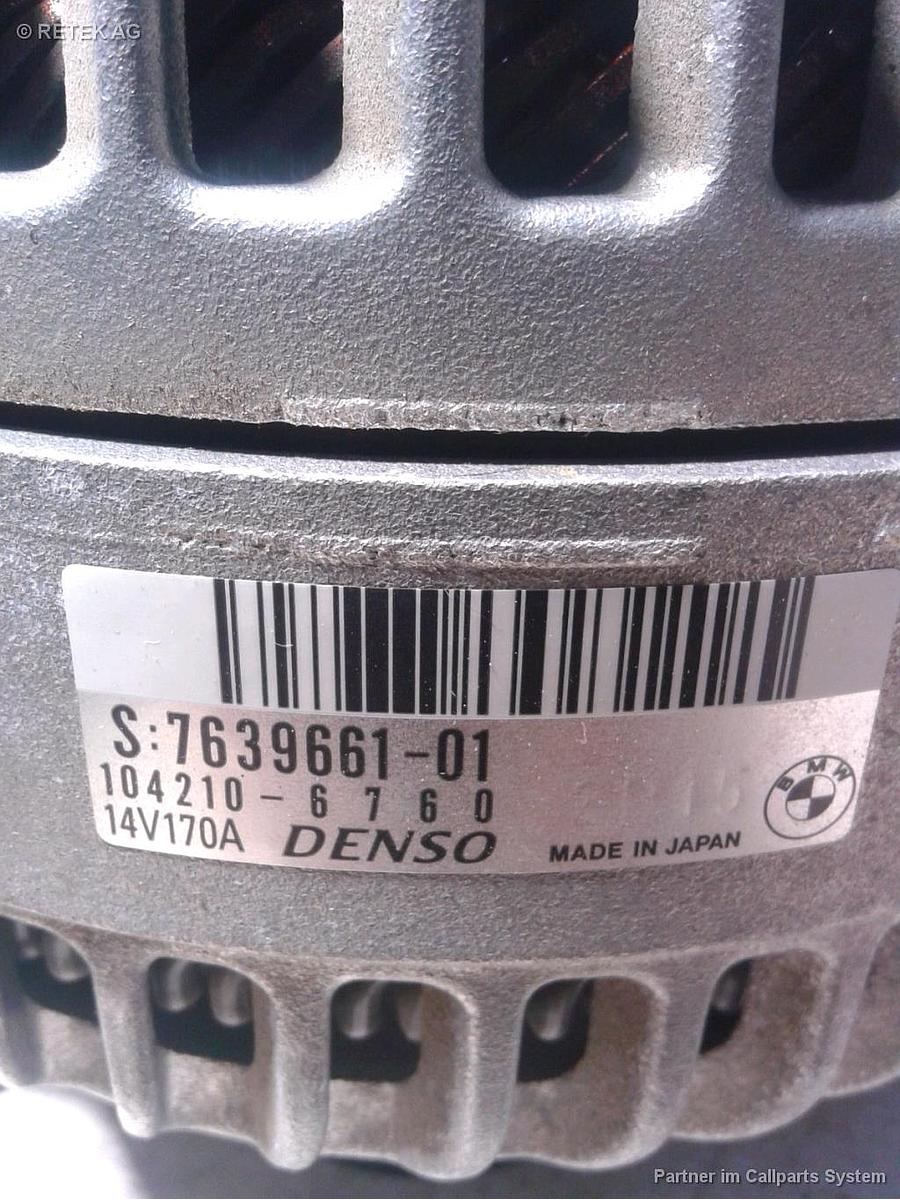 © RETEK AG
S:7639661-01
104210-6760
14V170A DENSO MADE IN JAPAN
BMW
Partner im Callparts System